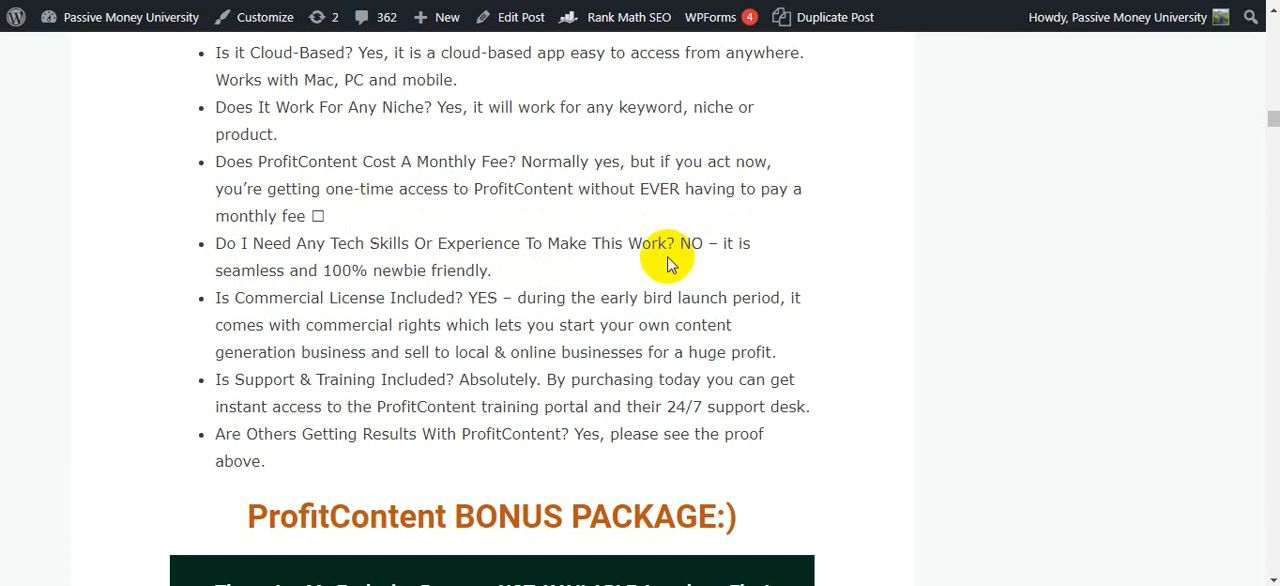 Passive Money University Customize 2 362 New Edit Post Rank Math SEO WPForms 4 Duplicate Post Howdy, Passive Money University
• Is it Cloud-Based? Yes, it is a cloud-based app easy to access from anywhere.
Works with Mac, PC and mobile.
• Does It Work For Any Niche? Yes, it will work for any keyword, niche or
product.
• Does ProfitContent Cost A Monthly Fee? Normally yes, but if you act now,
you’re getting one-time access to ProfitContent without EVER having to pay a
monthly fee ☐
• Do I Need Any Tech Skills Or Experience To Make This Work? NO – it is
seamless and 100% newbie friendly.
• Is Commercial License Included? YES – during the early bird launch period, it
comes with commercial rights which lets you start your own content
generation business and sell to local & online businesses for a huge profit.
• Is Support & Training Included? Absolutely. By purchasing today you can get
instant access to the ProfitContent training portal and their 24/7 support desk.
• Are Others Getting Results With ProfitContent? Yes, please see the proof
above.
ProfitContent BONUS PACKAGE:)